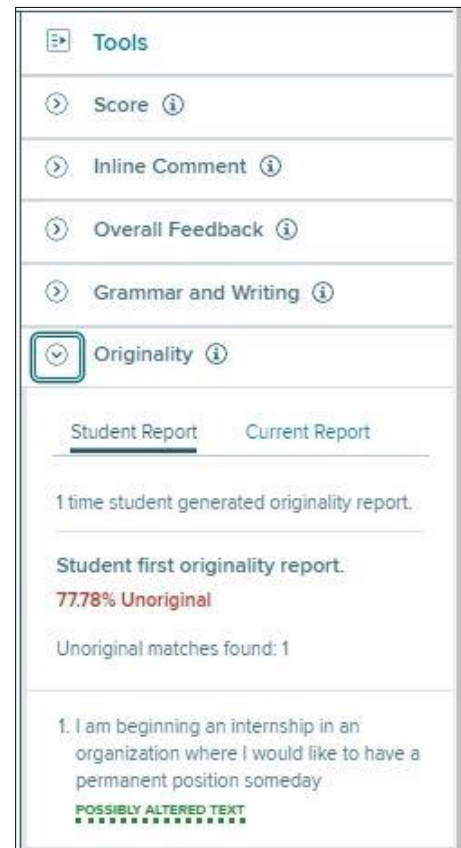 Tools
Score
Inline Comment
Overall Feedback
Grammar and Writing
Originality
Student Report Current Report
1 time student generated originality report.
Student first originality report.
77.78% Unoriginal
Unoriginal matches found: 1
1. I am beginning an internship in an
organization where I would like to have a
permanent position someday
POSSIBLY ALTERED TEXT